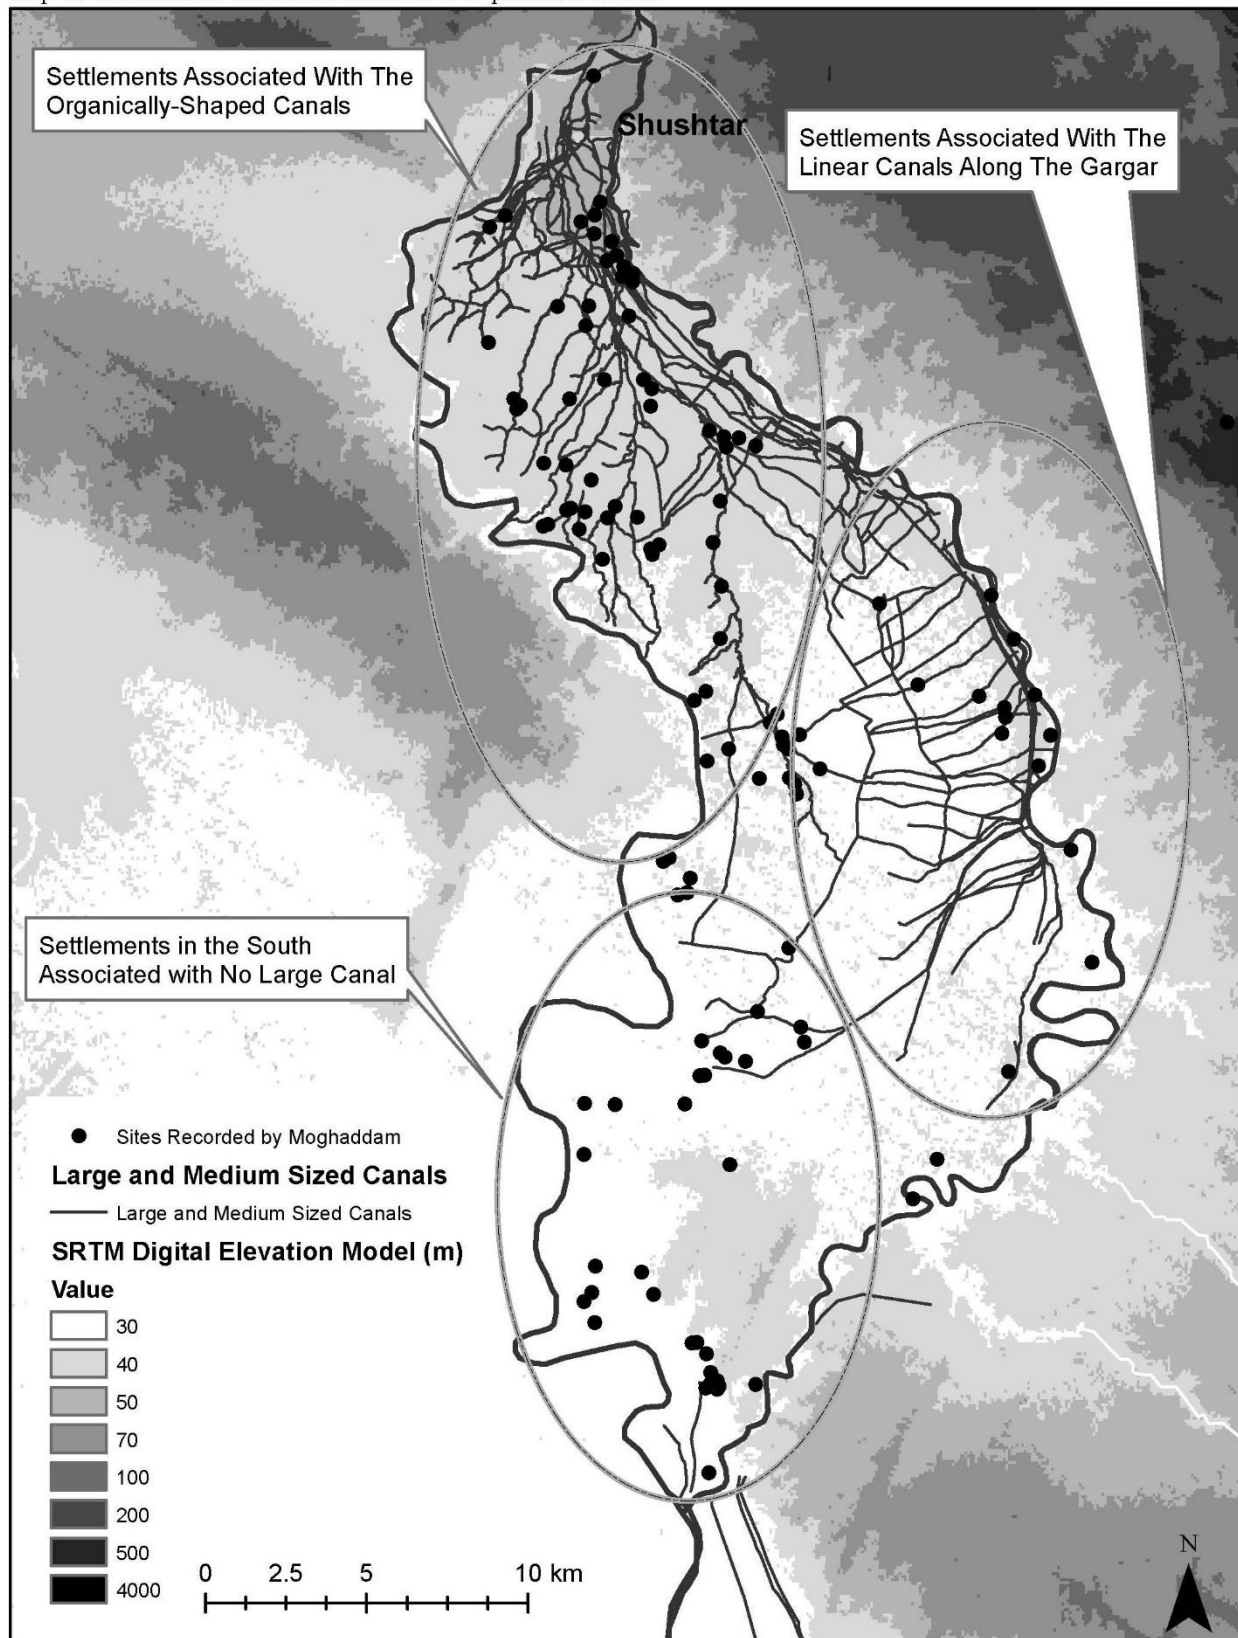 Settlements Associated With The
Organically-Shaped Canals
Shushtar
Settlements Associated With The
Linear Canals Along The Gargar
Settlements in the South
Associated with No Large Canal
Sites Recorded by Moghaddam
Large and Medium Sized Canals
Large and Medium Sized Canals
SRTM Digital Elevation Model (m)
Value
30
40
50
70
100
200
500
4000
0 2.5 5 10 km
N